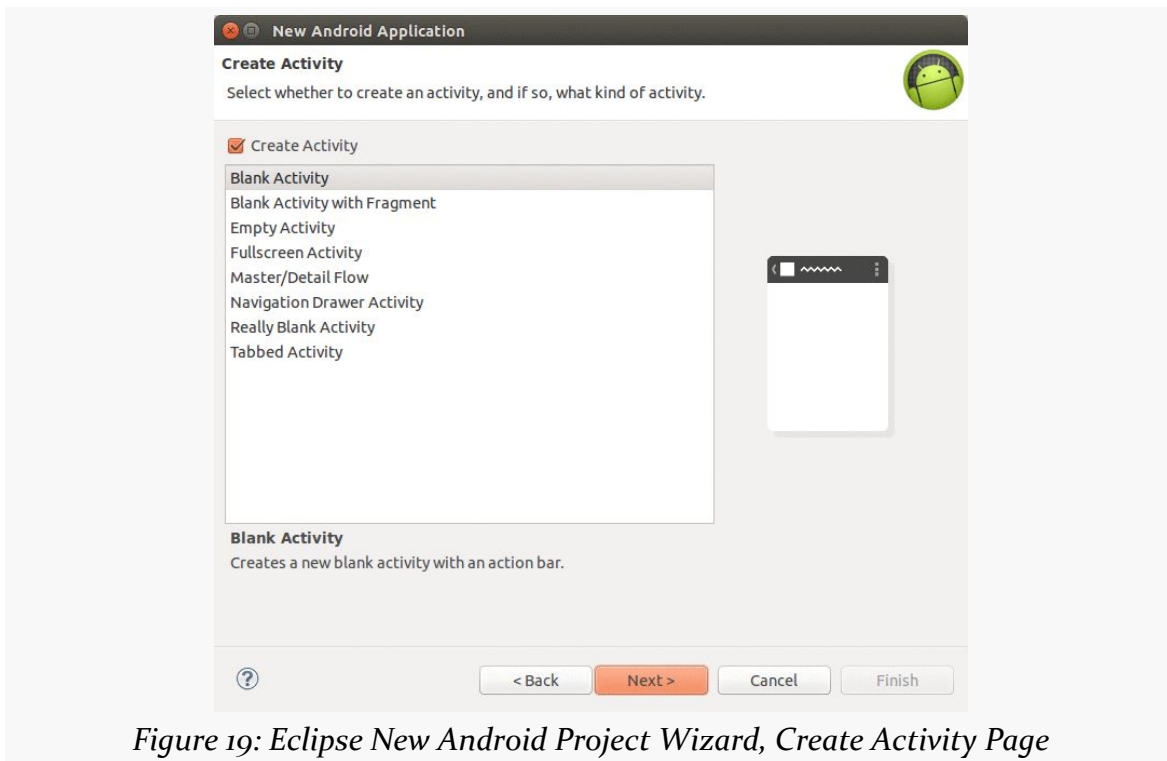 New Android Application
Create Activity
Select whether to create an activity, and if so, what kind of activity.
Create Activity
Blank Activity
Blank Activity with Fragment
Empty Activity
Fullscreen Activity
Master/Detail Flow
Navigation Drawer Activity
Really Blank Activity
Tabbed Activity
Blank Activity
Creates a new blank activity with an action bar.
? < Back Next > Cancel Finish
Figure 19: Eclipse New Android Project Wizard, Create Activity Page